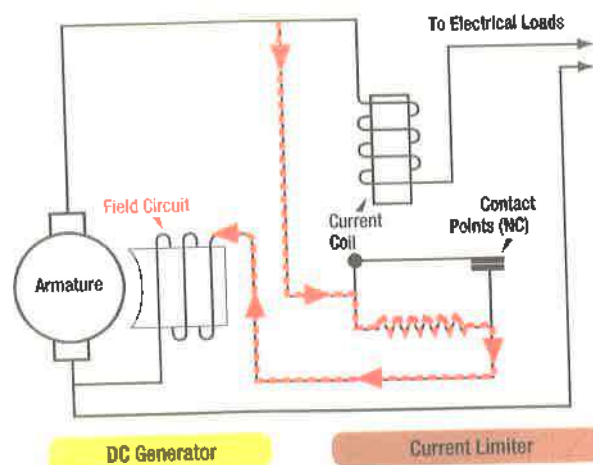 To Electrical Loads
Field Circuit
Current
Coil
Contact
Points (NC)
Armature
DC Generator
Current Limiter